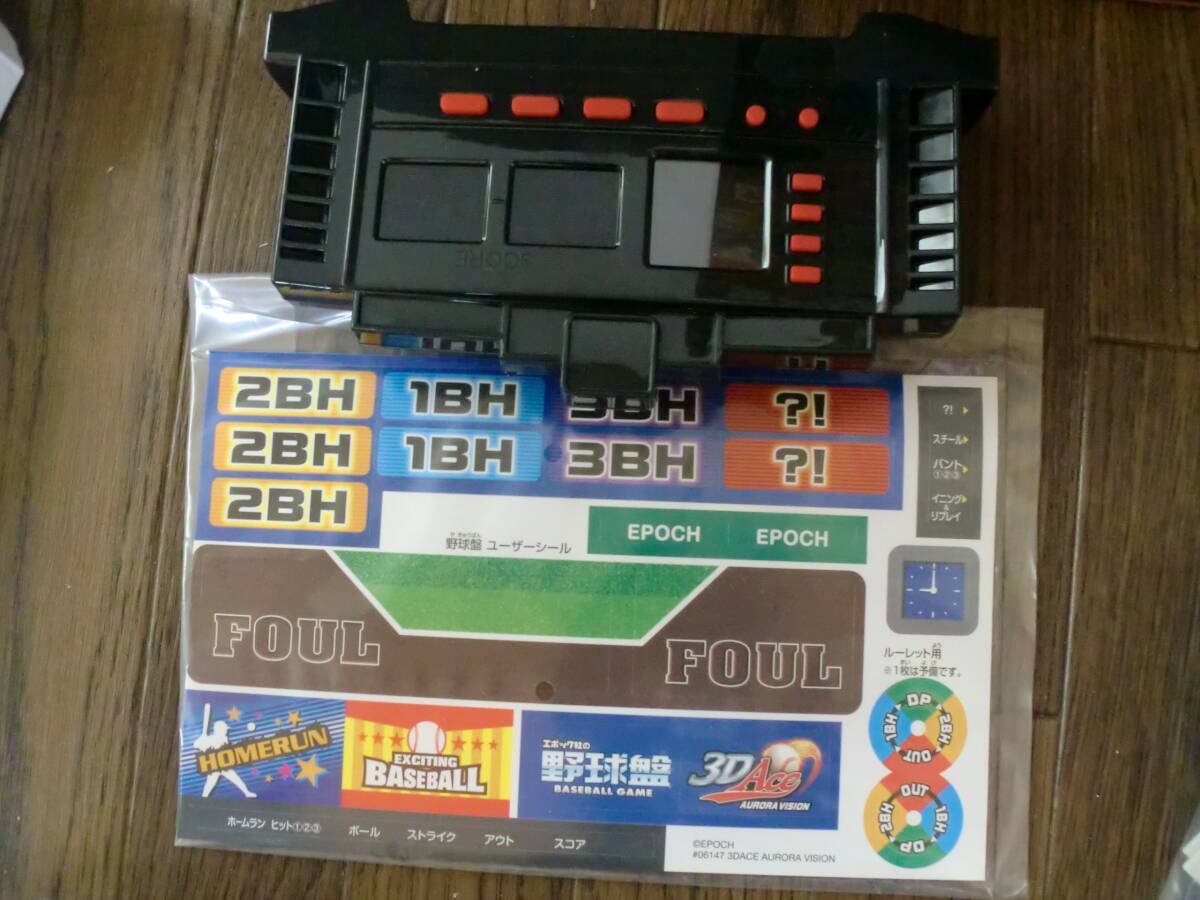 SCORE
2BH 1BH 3BH ?!
2BH 1BH 3BH ?!
2BH
?!
スチール
バント
①②③
イニング
&
リプレイ
EPOCH EPOCH
や きゅうばん
野球盤 ユーザーシール
FOUL FOUL
よう
ルーレット用
まい よ び
※1枚は予備です。
DP 2BH OUT 1BH
OUT 1BH DP 2BH
HOMERUN
EXCITING
BASEBALL
エポック社の
野球盤
BASEBALL GAME
3D Ace
AURORA VISION
ホームラン ヒット①②③ ボール ストライク アウト スコア
©EPOCH
#06147 3DACE AURORA VISION